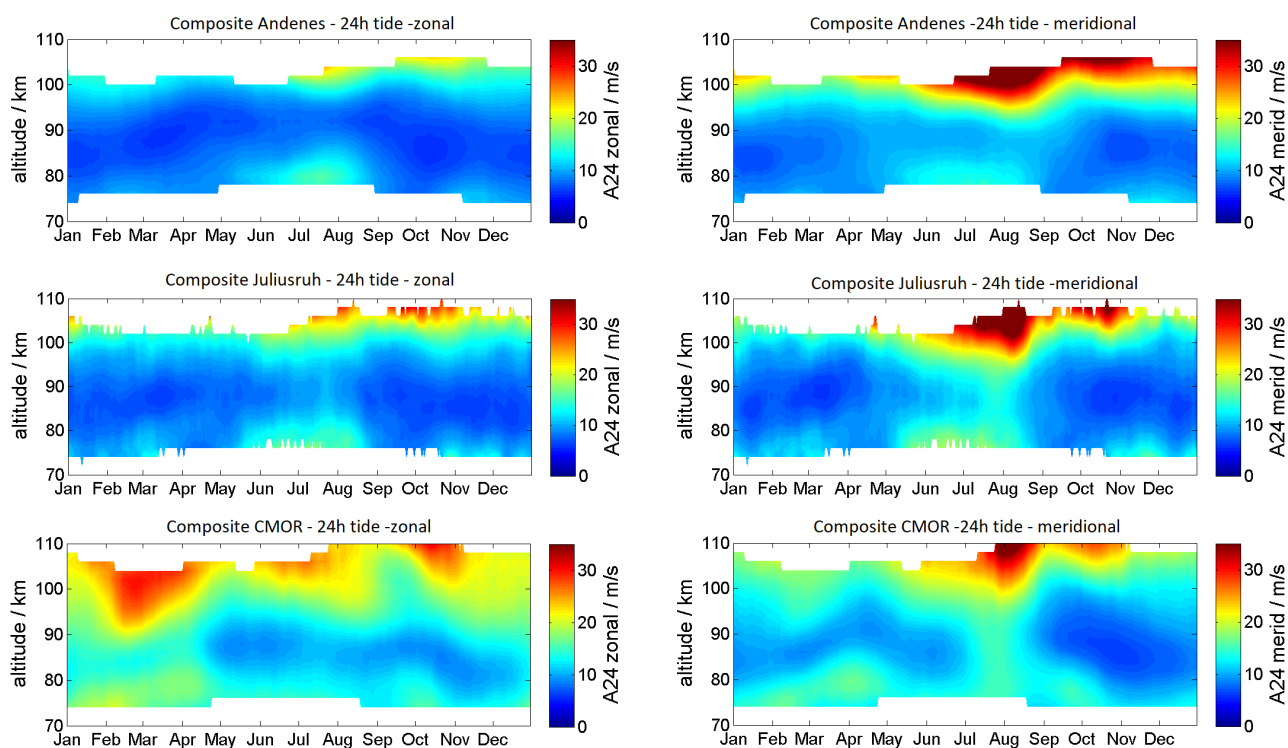 Composite Andenes - 24h tide -zonal
110
100
90
80
70
altitude / km
Jan Feb Mar Apr May Jun Jul Aug Sep Oct Nov Dec
30
20
10
0
A24 zonal / m/s
Composite Andenes -24h tide - meridional
110
100
90
80
70
altitude / km
Jan Feb Mar Apr May Jun Jul Aug Sep Oct Nov Dec
30
20
10
0
A24 merid / m/s
Composite Juliusruh - 24h tide - zonal
110
100
90
80
70
altitude / km
Jan Feb Mar Apr May Jun Jul Aug Sep Oct Nov Dec
30
20
10
0
A24 zonal / m/s
Composite Juliusruh - 24h tide -meridional
110
100
90
80
70
altitude / km
Jan Feb Mar Apr May Jun Jul Aug Sep Oct Nov Dec
30
20
10
0
A24 merid / m/s
Composite CMOR - 24h tide -zonal
110
100
90
80
70
altitude / km
Jan Feb Mar Apr May Jun Jul Aug Sep Oct Nov Dec
30
20
10
0
A24 zonal / m/s
Composite CMOR -24h tide - meridional
110
100
90
80
70
altitude / km
Jan Feb Mar Apr May Jun Jul Aug Sep Oct Nov Dec
30
20
10
0
A24 merid / m/s